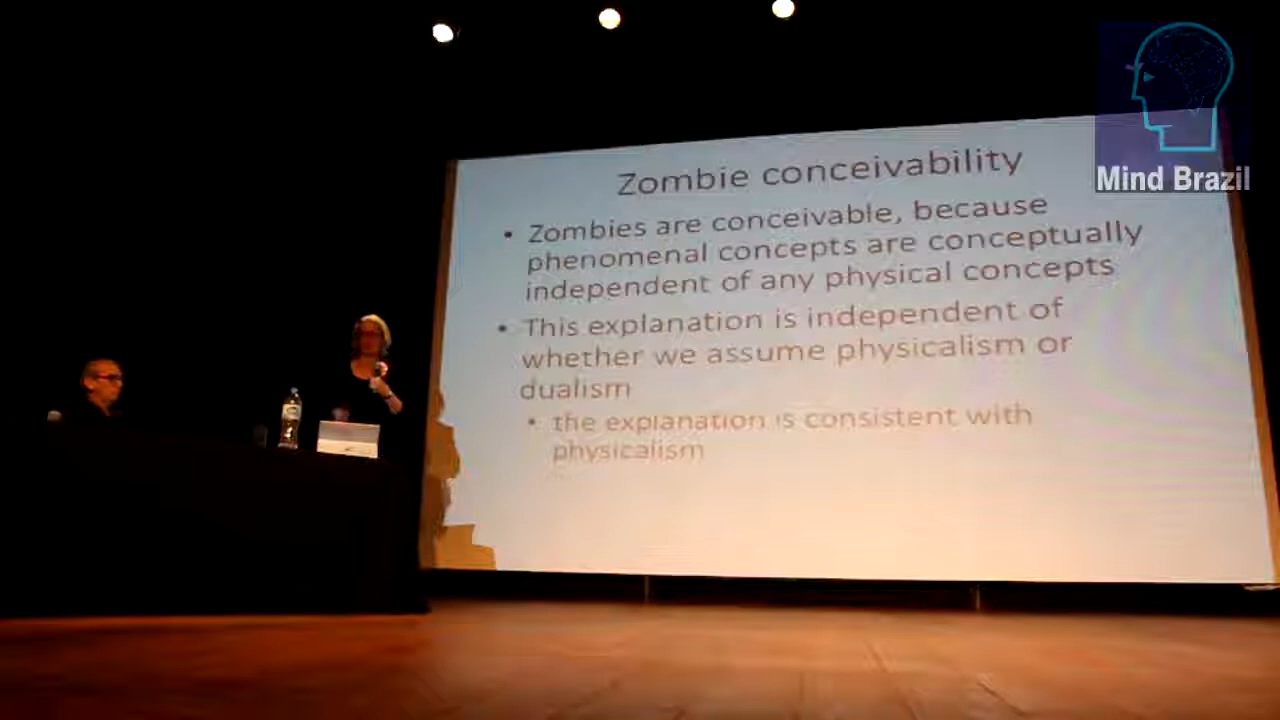 Mind Brazil
Zombie conceivability
• Zombies are conceivable, because
phenomenal concepts are conceptually
independent of any physical concepts
• This explanation is independent of
whether we assume physicalism or
dualism
• the explanation is consistent with
physicalism